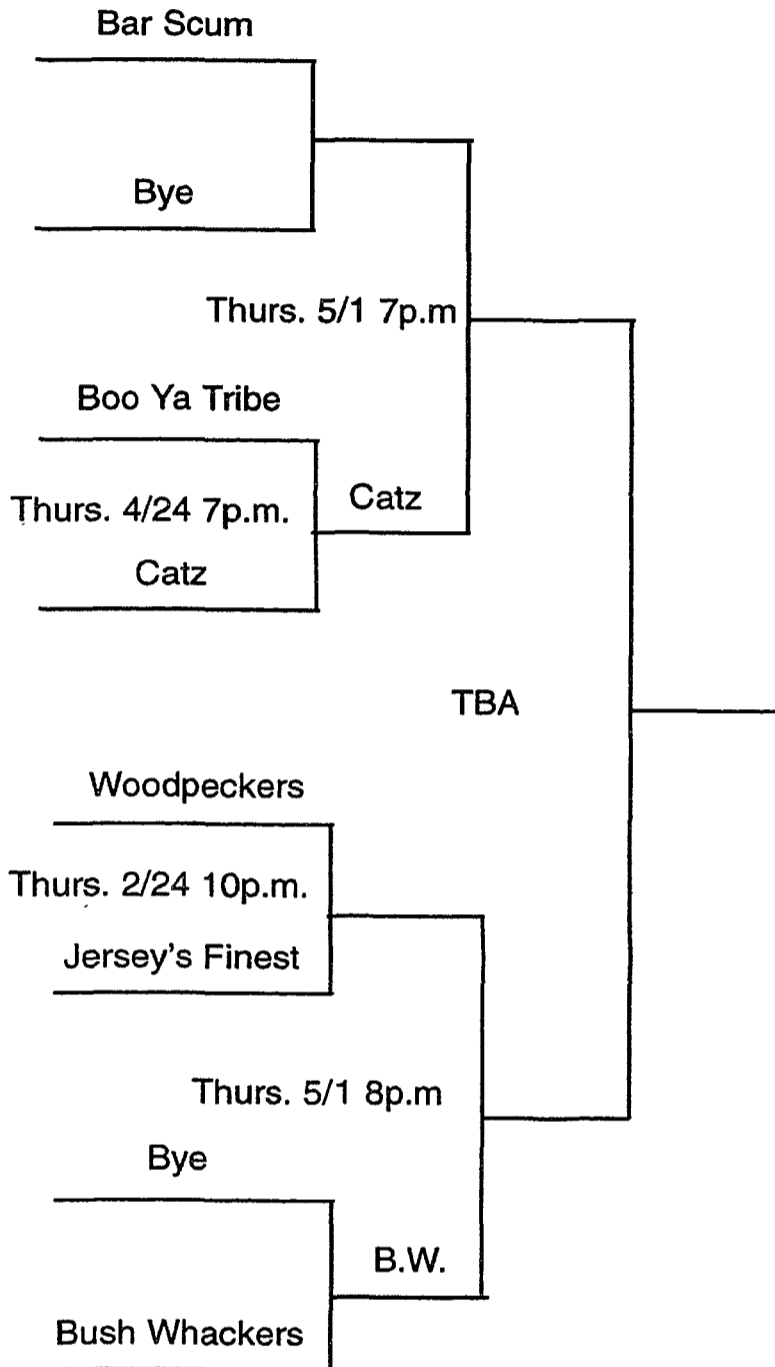 Bar Scum
Bye
Thurs. 5/1 7p.m
Boo Ya Tribe
Thurs. 4/24 7p.m.
Catz
Catz
TBA
Woodpeckers
Thurs. 2/24 10p.m.
Jersey's Finest
Thurs. 5/1 8p.m
Bye
B.W.
Bush Whackers